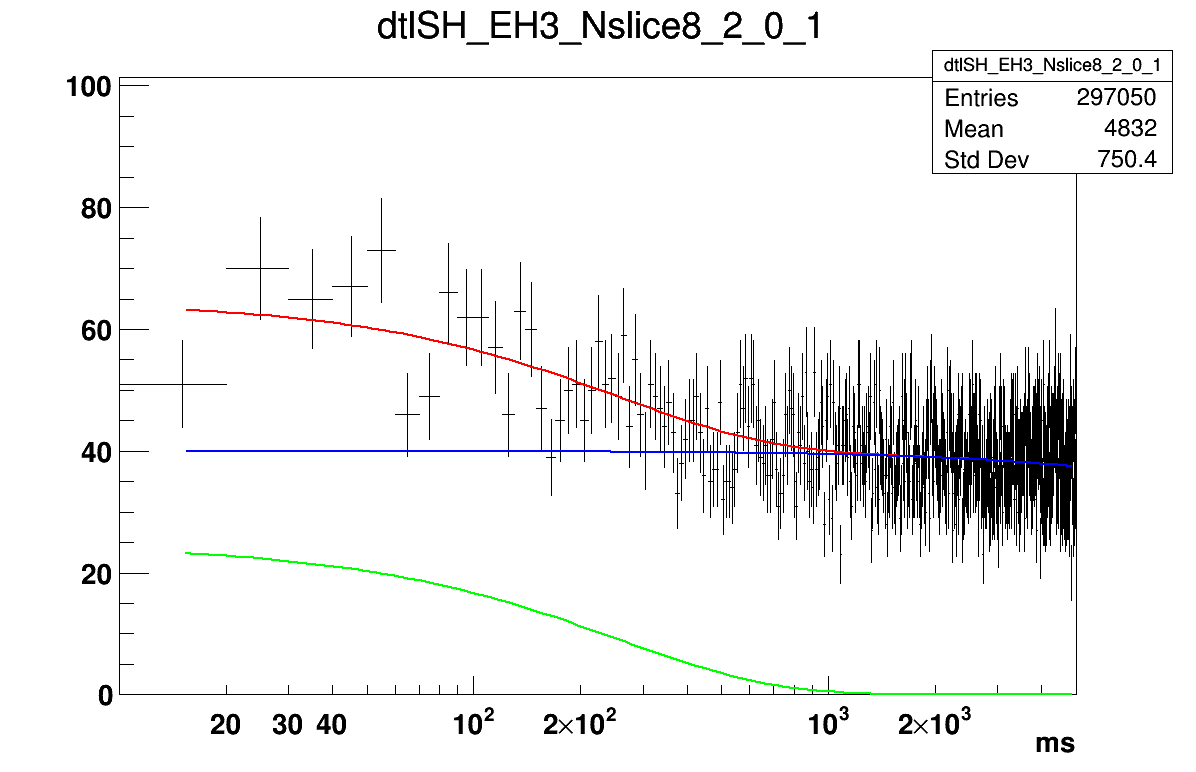 dtlSH_EH3_Nslice8_2_0_1
dtlSH_EH3_Nslice8_2_0_1
Entries 297050
Mean 4832
Std Dev 750.4
100
80
60
40
20
0
20 30 40 10² 2×10² 10³ 2×10³
ms